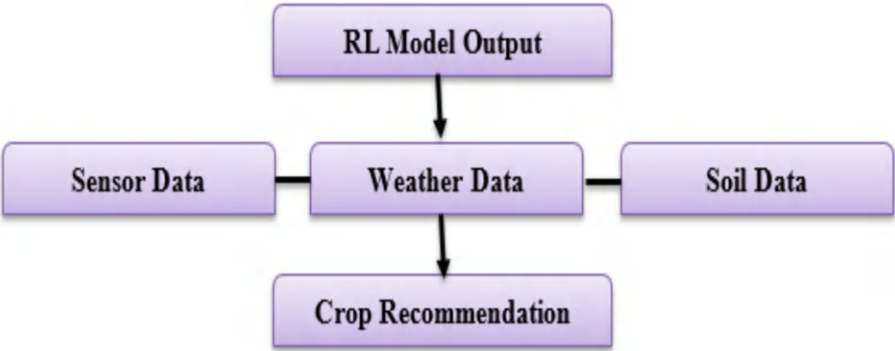 RL Model Output
Sensor Data
Weather Data
Soil Data
Crop Recommendation